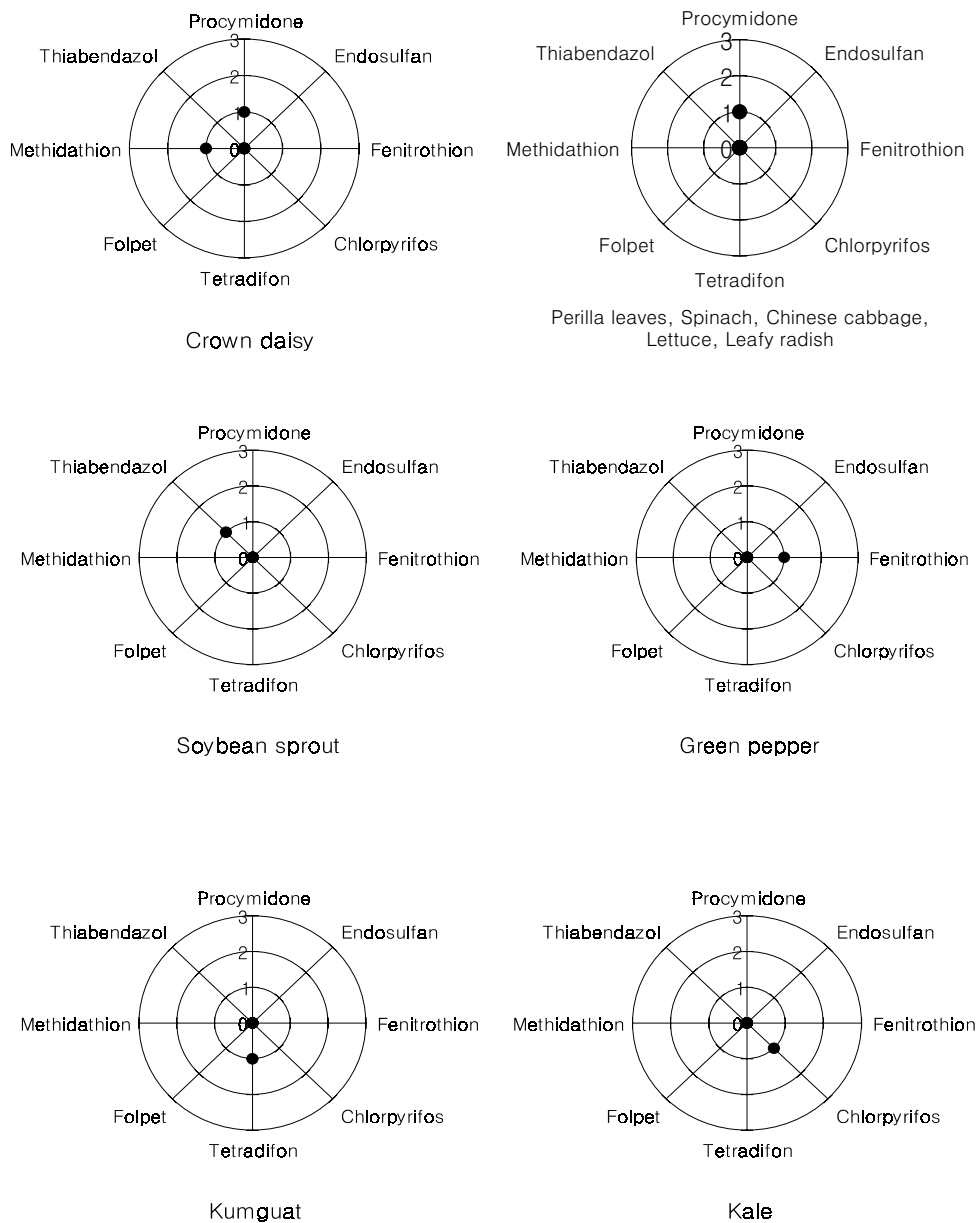 Procymidone
3
Thiabendazol
Endosulfan
2
1
Methidathion
0
Fenitrothion
Folpet
Chlorpyrifos
Tetradifon
Crown daisy
Procymidone
3
Thiabendazol
Endosulfan
2
1
Methidathion
0
Fenitrothion
Folpet
Chlorpyrifos
Tetradifon
Perilla leaves, Spinach, Chinese cabbage,
Lettuce, Leafy radish
Procymidone
3
Thiabendazol
Endosulfan
2
1
Methidathion
0
Fenitrothion
Folpet
Chlorpyrifos
Tetradifon
Soybean sprout
Procymidone
3
Thiabendazol
Endosulfan
2
1
Methidathion
0
Fenitrothion
Folpet
Chlorpyrifos
Tetradifon
Green pepper
Procymidone
3
Thiabendazol
Endosulfan
2
1
Methidathion
0
Fenitrothion
Folpet
Chlorpyrifos
Tetradifon
Kumguat
Procymidone
3
Thiabendazol
Endosulfan
2
1
Methidathion
0
Fenitrothion
Folpet
Chlorpyrifos
Tetradifon
Kale